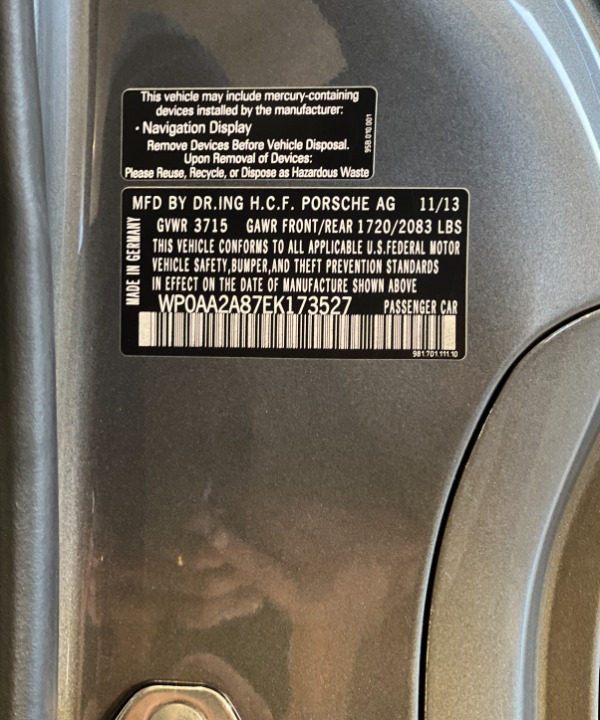 This vehicle may include mercury-containing
devices installed by the manufacturer:
• Navigation Display
Remove Devices Before Vehicle Disposal.
Upon Removal of Devices:
Please Reuse, Recycle, or Dispose as Hazardous Waste
958 010 001
MFD BY DR.ING H.C.F. PORSCHE AG 11/13
GVWR 3715 GAWR FRONT/REAR 1720/2083 LBS
THIS VEHICLE CONFORMS TO ALL APPLICABLE U.S.FEDERAL MOTOR
VEHICLE SAFETY,BUMPER,AND THEFT PREVENTION STANDARDS
IN EFFECT ON THE DATE OF MANUFACTURE SHOWN ABOVE
WP0AA2A87EK173527 PASSENGER CAR
MADE IN GERMANY
981.701.111.10